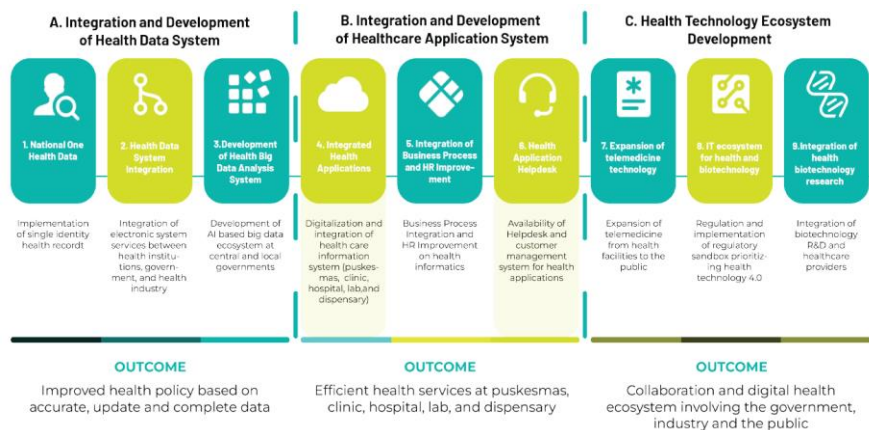 A. Integration and Development
of Health Data System
B. Integration and Development
of Healthcare Application System
C. Health Technology Ecosystem
Development
1. National One
Health Data
2. Health Data
System
Integration
3.Development
of Health Big
Data Analysis
System
4. Integrated
Health
Applications
5. Integration of
Business Process
and HR Improve-
ment
6. Health
Application
Helpdesk
7. Expansion of
telemedicine
technology
8. IT ecosystem
for health and
biotechnology
9.Integration of
health
biotechnology
research
Implementation
of single identity
health recordt
Integration of
electronic system
services between
health institu-
tions, govern-
ment, and health
industry
Development of
AI based big data
ecosystem at
central and local
governments
Digitalization and
integration of
health care
information
system (puskes-
mas, clinic,
hospital, lab,and
dispensary)
Business Process
Integration and
HR Improvement
on health
informatics
Availability of
Helpdesk and
customer
management
system for health
applications
Expansion of
telemedicine
from health
facilities to the
public
Regulation and
implementation
of regulatory
sandbox prioritiz-
ing health
technology 4.0
Integration of
biotechnology
R&D and
healthcare
providers
OUTCOME
Improved health policy based on
accurate, update and complete data
OUTCOME
Efficient health services at puskesmas,
clinic, hospital, lab, and dispensary
OUTCOME
Collaboration and digital health
ecosystem involving the government,
industry and the public